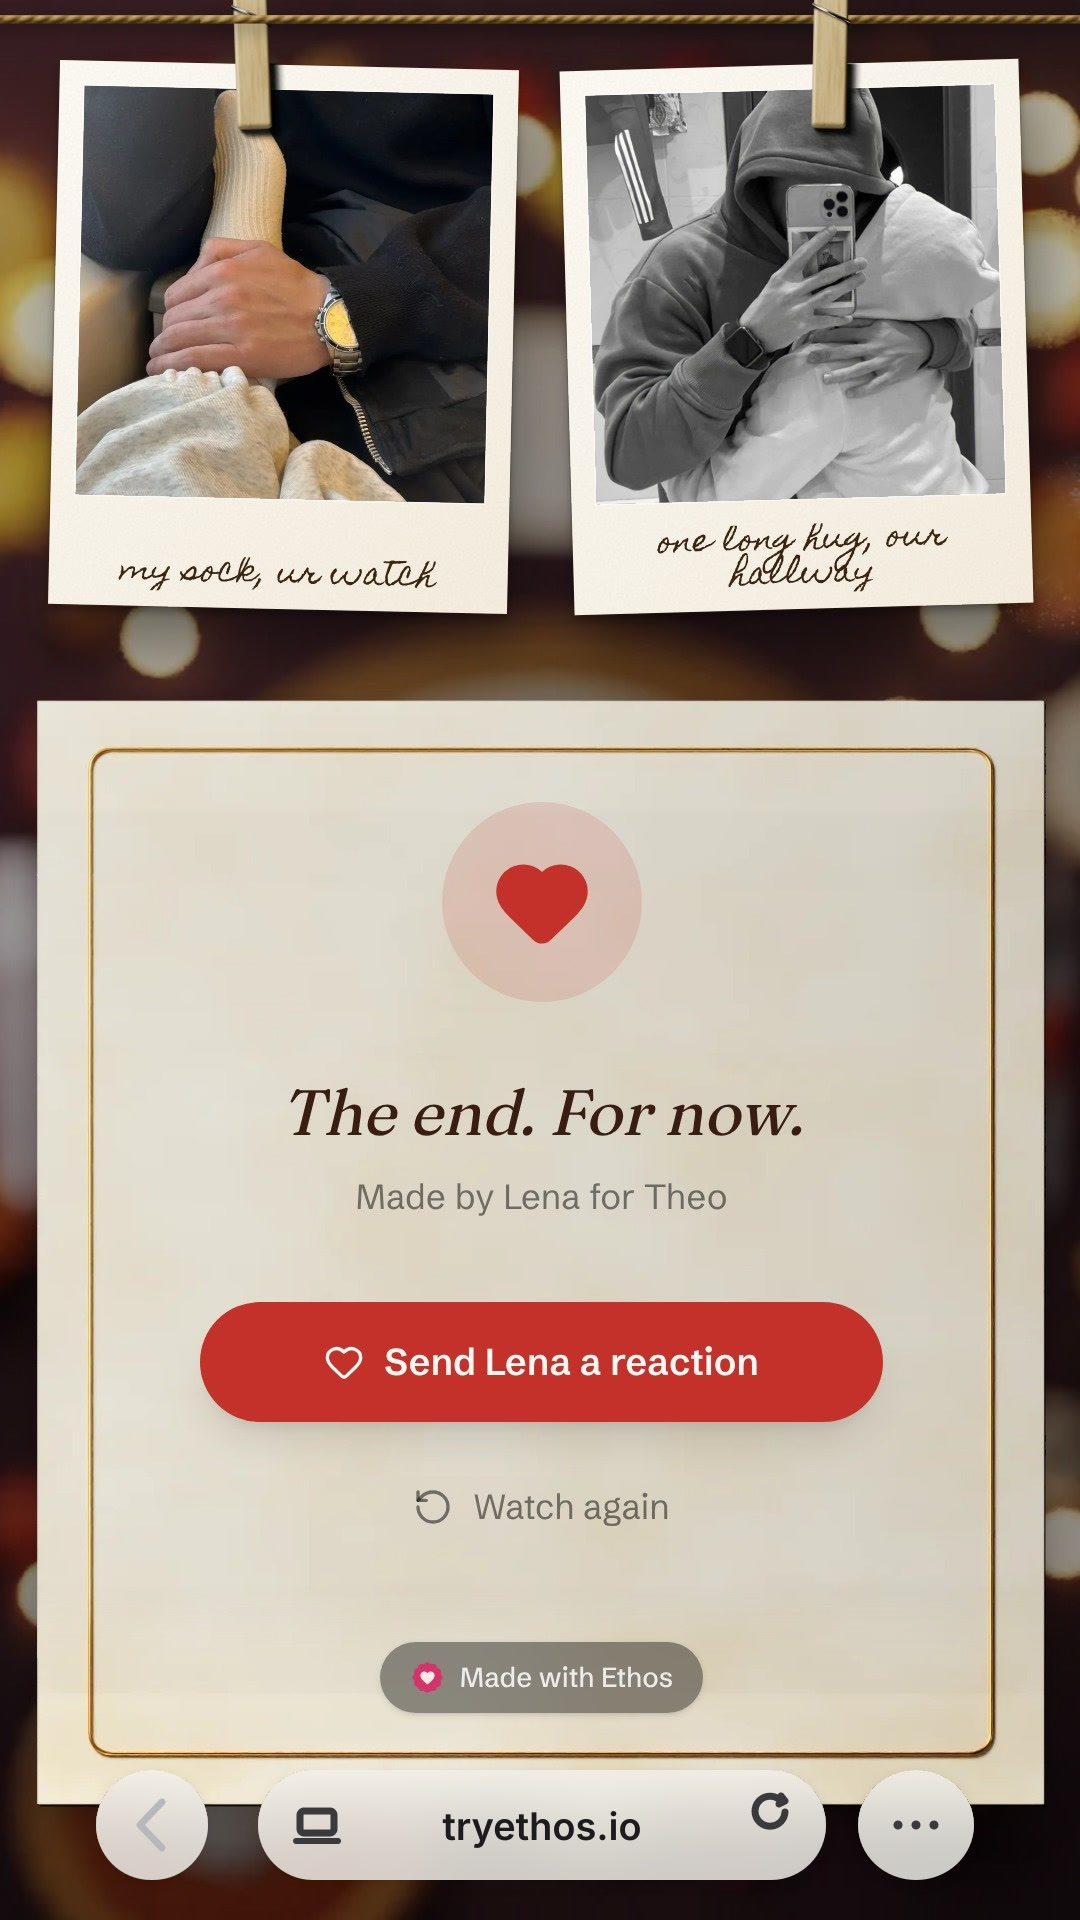 my sock, ur watch
one long hug, our
hallway
The end. For now.
Made by Lena for Theo
Send Lena a reaction
Watch again
Made with Ethos
tryethos.io